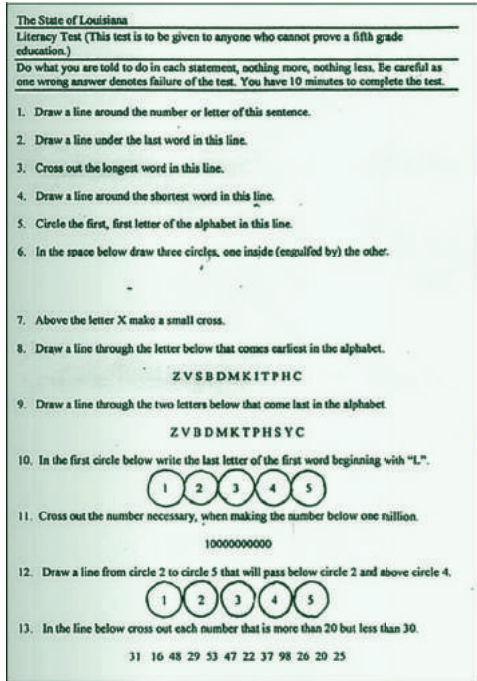 The State of Louisiana
Literacy Test (This test is to be given to anyone who cannot prove a fifth grade
education.)
Do what you are told to do in each statement, nothing more, nothing less. Be careful as
one wrong answer denotes failure of the test. You have 10 minutes to complete the test.
1. Draw a line around the number or letter of this sentence.
2. Draw a line under the last word in this line.
3. Cross out the longest word in this line.
4. Draw a line around the shortest word in this line.
5. Circle the first, first letter of the alphabet in this line.
6. In the space below draw three circles, one inside (engulfed by) the other.
7. Above the letter X make a small cross.
8. Draw a line through the letter below that comes earliest in the alphabet.
Z V S B D M K I T P H C
9. Draw a line through the two letters below that come last in the alphabet.
Z V B D M K T P H S Y C
10. In the first circle below write the last letter of the first word beginning with "L".
1 2 3 4 5
11. Cross out the number necessary, when making the number below one million.
10000000000
12. Draw a line from circle 2 to circle 5 that will pass below circle 2 and above circle 4.
1 2 3 4 5
13. In the line below cross out each number that is more than 20 but less than 30.
31 16 48 29 53 47 22 37 98 26 20 25